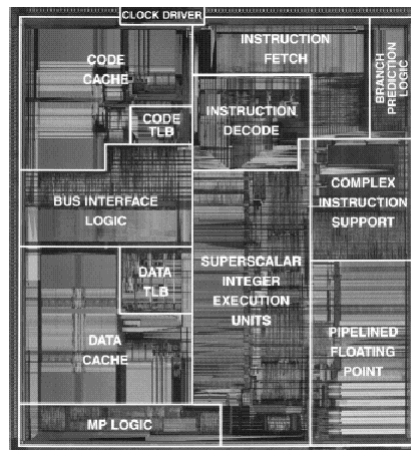 CLOCK DRIVER
CODE
CACHE
INSTRUCTION
FETCH
BRANCH
PREDICTION
LOGIC
CODE
TLB
INSTRUCTION
DECODE
BUS INTERFACE
LOGIC
COMPLEX
INSTRUCTION
SUPPORT
DATA
TLB
SUPERSCALAR
INTEGER
EXECUTION
UNITS
DATA
CACHE
PIPELINED
FLOATING
POINT
MP LOGIC